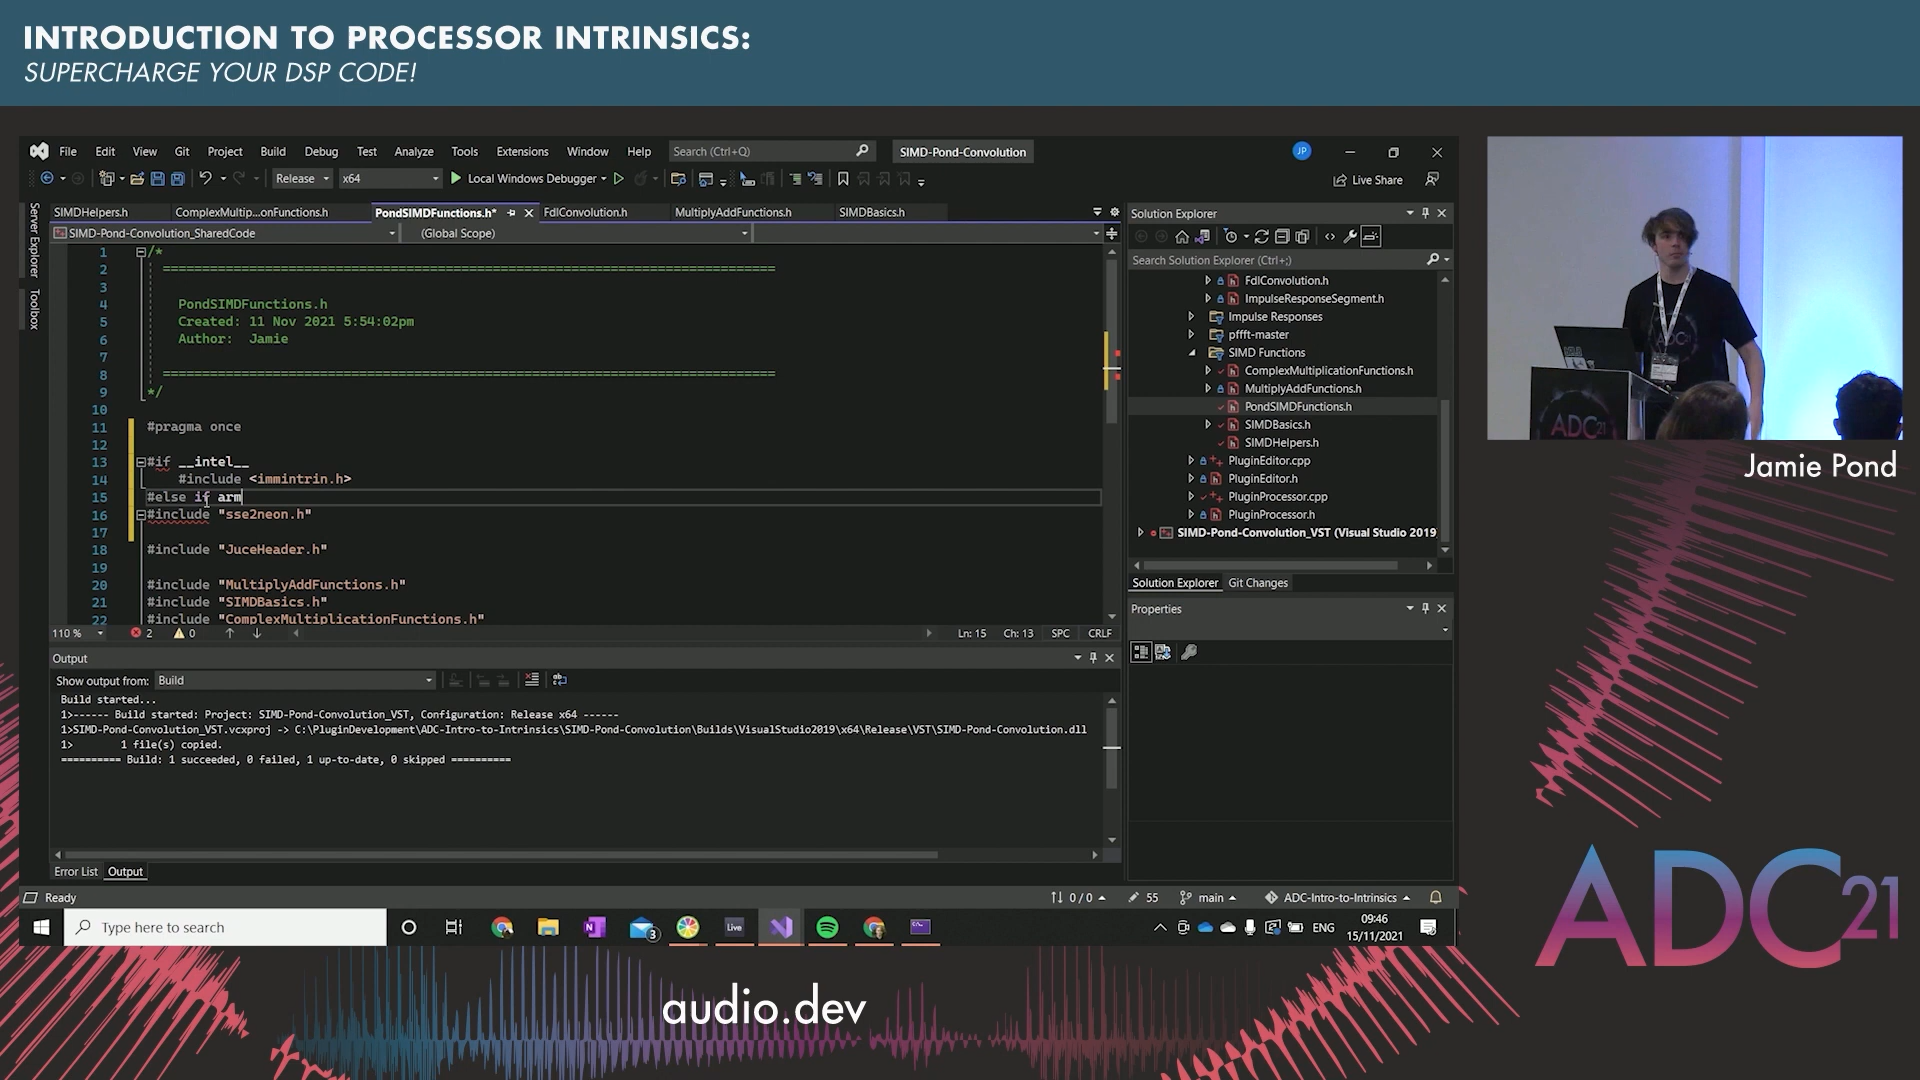 INTRODUCTION TO PROCESSOR INTRINSICS:
SUPERCHARGE YOUR DSP CODE!
File Edit View Git Project Build Debug Test Analyze Tools Extensions Window Help Search (Ctrl+Q) SIMD-Pond-Convolution JP
Release x64 Local Windows Debugger Live Share
SIMDHelpers.h ComplexMultip...onFunctions.h PondSIMDFunctions.h* FdlConvolution.h MultiplyAddFunctions.h SIMDBasics.h
SIMD-Pond-Convolution_SharedCode (Global Scope)
Server Explorer
Toolbox
1 /*
2 ==============================================================================
3
4 PondSIMDFunctions.h
5 Created: 11 Nov 2021 5:54:02pm
6 Author:  Jamie
7
8 ==============================================================================
9 */
10
11 #pragma once
12
13 #if __intel__
14 #include <immintrin.h>
15 #else if arm
16 #include "sse2neon.h"
17
18 #include "JuceHeader.h"
19
20 #include "MultiplyAddFunctions.h"
21 #include "SIMDBasics.h"
22 #include "ComplexMultiplicationFunctions.h"
110 % 2 0 Ln: 15 Ch: 13 SPC CRLF
Output
Show output from: Build
Build started...
1>------ Build started: Project: SIMD-Pond-Convolution_VST, Configuration: Release x64 ------
1>SIMD-Pond-Convolution_VST.vcxproj -> C:\PluginDevelopment\ADC-Intro-to-Intrinsics\SIMD-Pond-Convolution\Builds\VisualStudio2019\x64\Release\VST\SIMD-Pond-Convolution.dll
1>       1 file(s) copied.
========== Build: 1 succeeded, 0 failed, 1 up-to-date, 0 skipped ==========
Error List Output
Solution Explorer
Search Solution Explorer (Ctrl+;)
FdlConvolution.h
ImpulseResponseSegment.h
Impulse Responses
pffft-master
SIMD Functions
ComplexMultiplicationFunctions.h
MultiplyAddFunctions.h
PondSIMDFunctions.h
SIMDBasics.h
SIMDHelpers.h
PluginEditor.cpp
PluginEditor.h
PluginProcessor.cpp
PluginProcessor.h
SIMD-Pond-Convolution_VST (Visual Studio 2019)
Solution Explorer Git Changes
Properties
Ready 0 / 0 55 main ADC-Intro-to-Intrinsics
Type here to search 3 Live ENG 09:46
15/11/2021
ADC21
Jamie Pond
ADC21
audio.dev